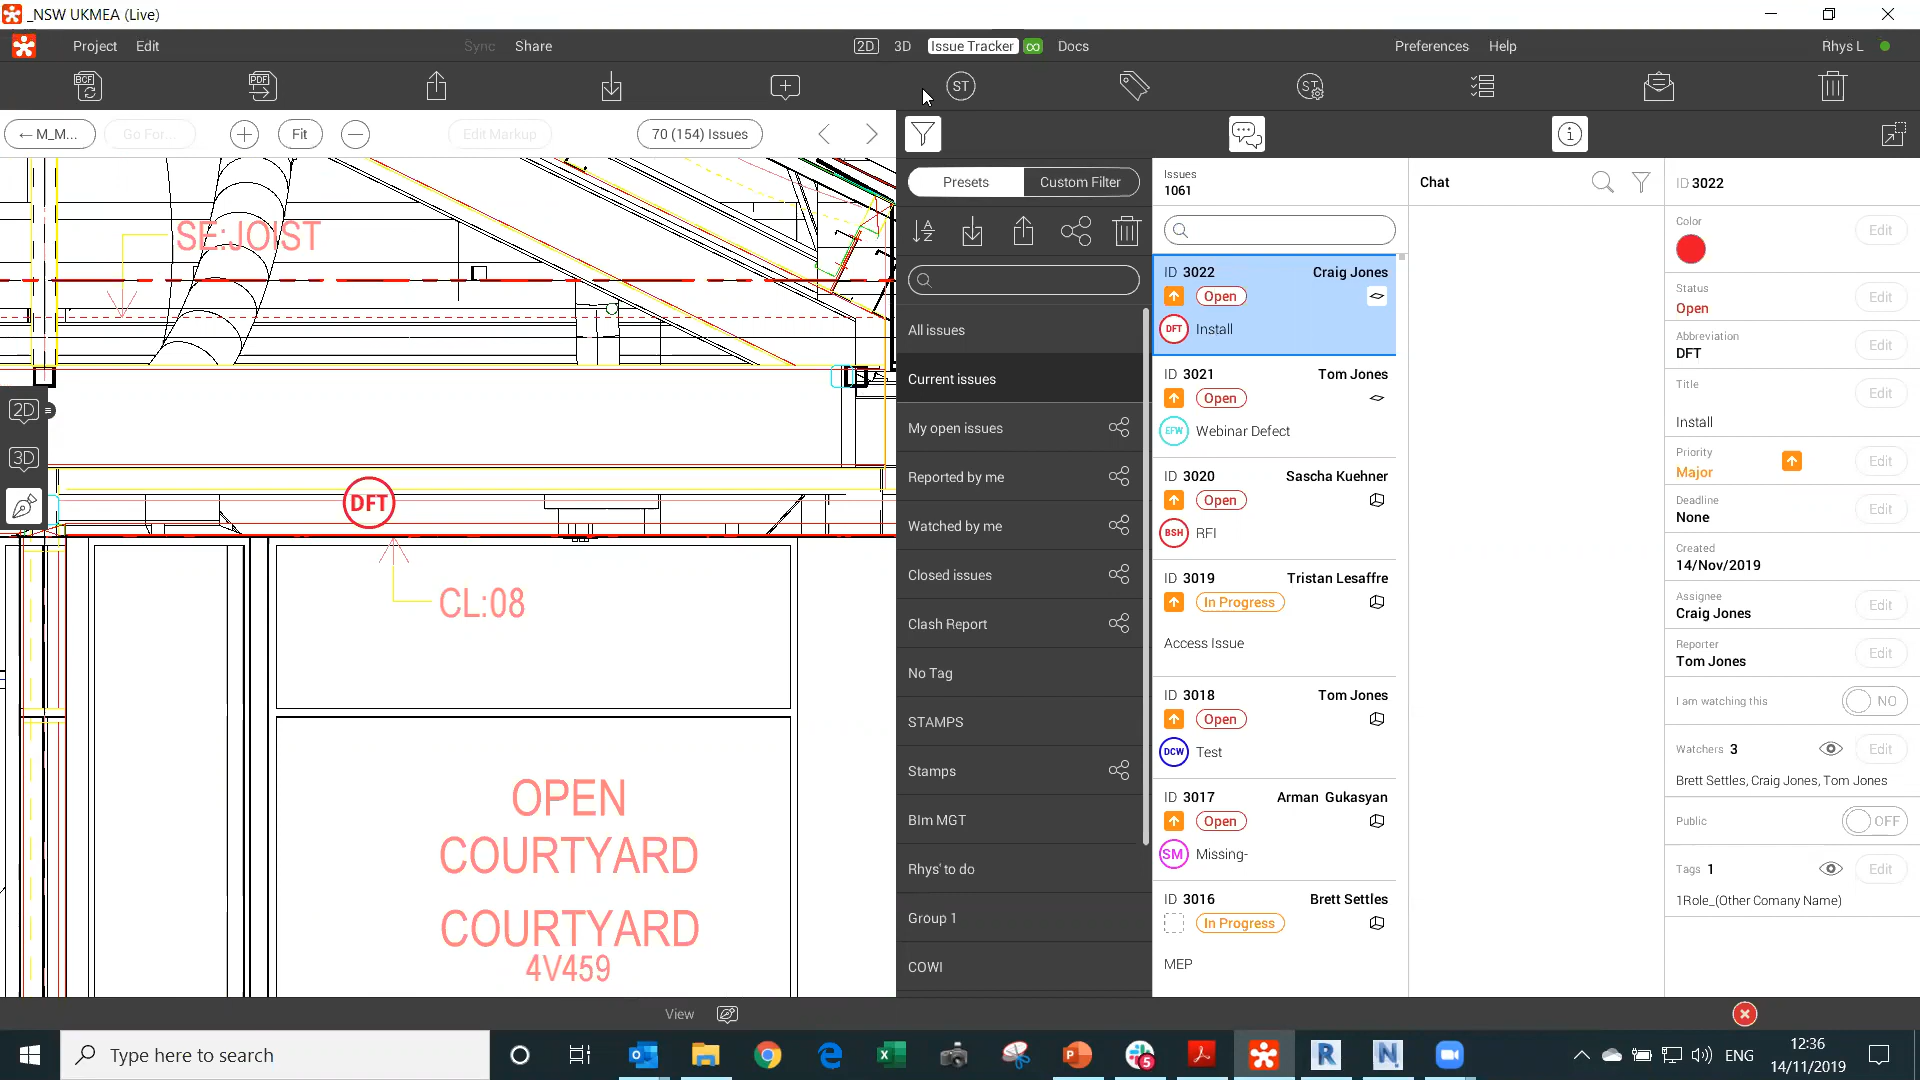 _NSW UKMEA (Live)
Project Edit Sync Share 2D 3D Issue Tracker Docs Preferences Help Rhys L
BCF PDF ST ST
← M_M... Go For... Fit Edit Markup 70 (154) Issues
Presets Custom Filter
Issues
1061
Chat
ID 3022
SE:JOIST
DFT
CL:08
OPEN
COURTYARD
COURTYARD
4V459
2D
3D
All issues
Current issues
My open issues
Reported by me
Watched by me
Closed issues
Clash Report
No Tag
STAMPS
Stamps
BIm MGT
Rhys' to do
Group 1
COWI
ID 3022 Craig Jones
Open
DFT Install
ID 3021 Tom Jones
Open
EFW Webinar Defect
ID 3020 Sascha Kuehner
Open
BSH RFI
ID 3019 Tristan Lesaffre
In Progress
Access Issue
ID 3018 Tom Jones
Open
DCW Test
ID 3017 Arman Gukasyan
Open
SM Missing-
ID 3016 Brett Settles
In Progress
MEP
Color
Edit
Status
Open Edit
Abbreviation
DFT Edit
Title
Edit
Install
Priority
Major Edit
Deadline
None Edit
Created
14/Nov/2019
Assignee
Craig Jones Edit
Reporter
Tom Jones Edit
I am watching this NO
Watchers 3 Edit
Brett Settles, Craig Jones, Tom Jones
Public OFF
Tags 1 Edit
1Role_(Other Comany Name)
View
Type here to search
5
ENG
12:36
14/11/2019